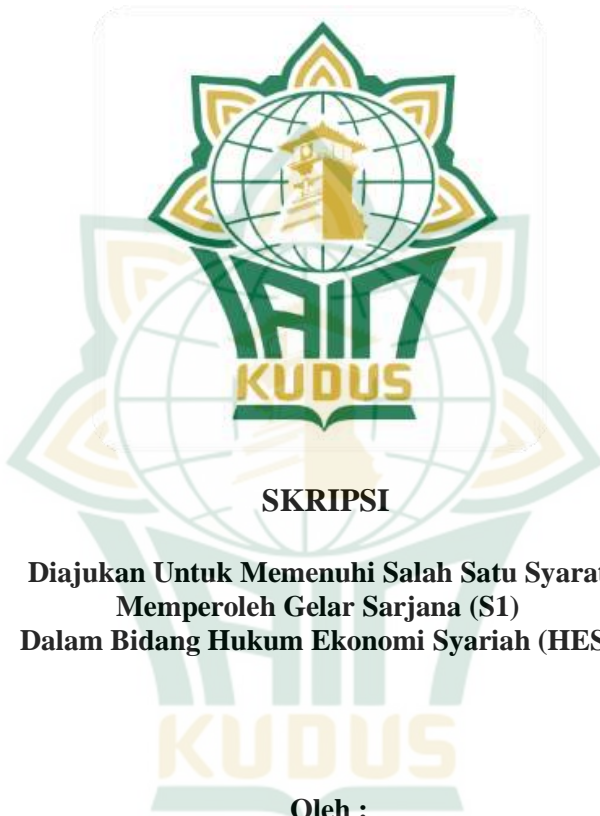 IAIN
KUDUS
SKRIPSI
Diajukan Untuk Memenuhi Salah Satu Syarat
Memperoleh Gelar Sarjana (S1)
Dalam Bidang Hukum Ekonomi Syariah (HES
KUDUS
Oleh :